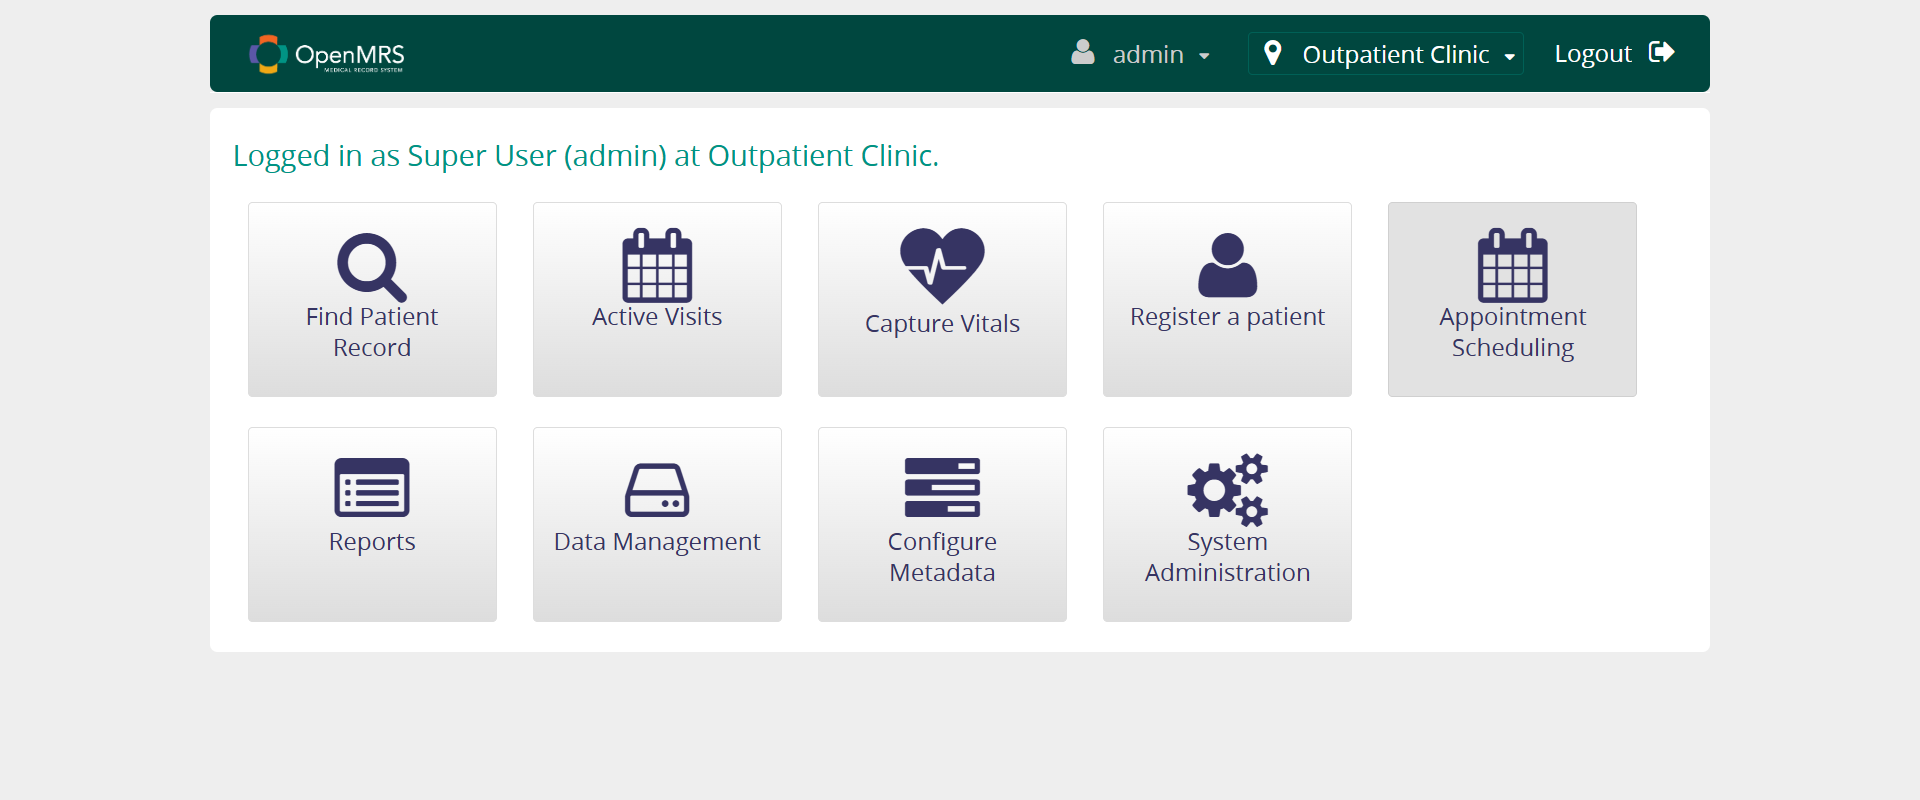 OpenMRS
MEDICAL RECORD SYSTEM
admin
Outpatient Clinic
Logout
Logged in as Super User (admin) at Outpatient Clinic.
Find Patient
Record
Active Visits
Capture Vitals
Register a patient
Appointment
Scheduling
Reports
Data Management
Configure
Metadata
System
Administration